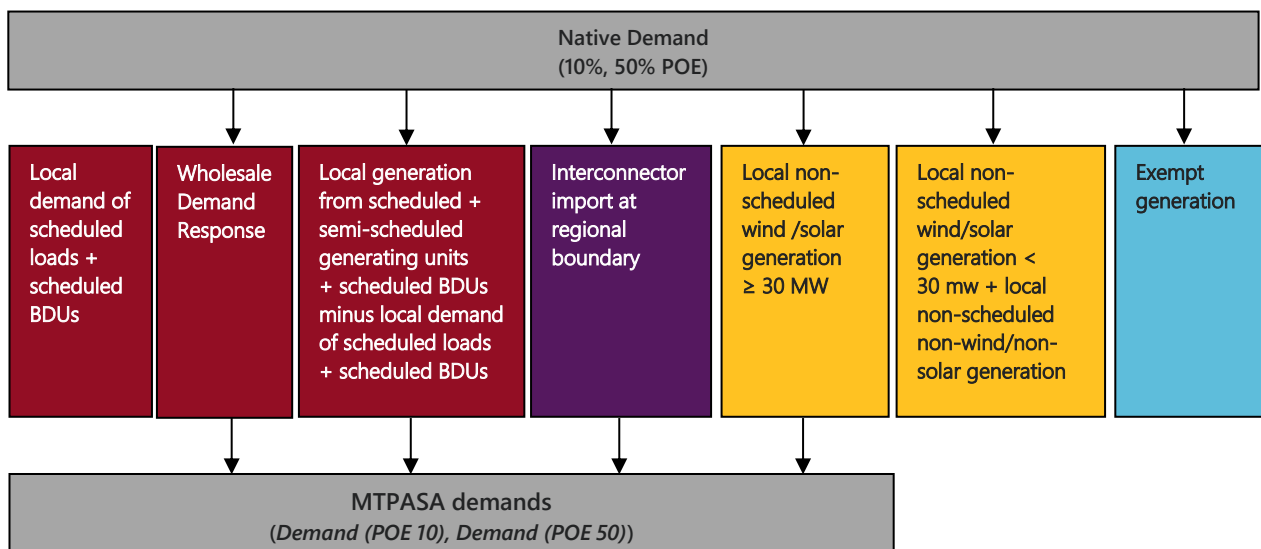 Native Demand
(10%, 50% POE)
Local
demand of
scheduled
loads +
scheduled
BDUs
Wholesale
Demand
Response
Local generation
from scheduled +
semi-scheduled
generating units
+ scheduled BDUs
minus local demand
of scheduled loads
+ scheduled BDUs
Interconnector
import at
regional
boundary
Local non-
scheduled
wind /solar
generation
≥ 30 MW
Local non-
scheduled
wind/solar
generation <
30 mw + local
non-scheduled
non-wind/non-
solar generation
Exempt
generation
MTPASA demands
(Demand (POE 10), Demand (POE 50))